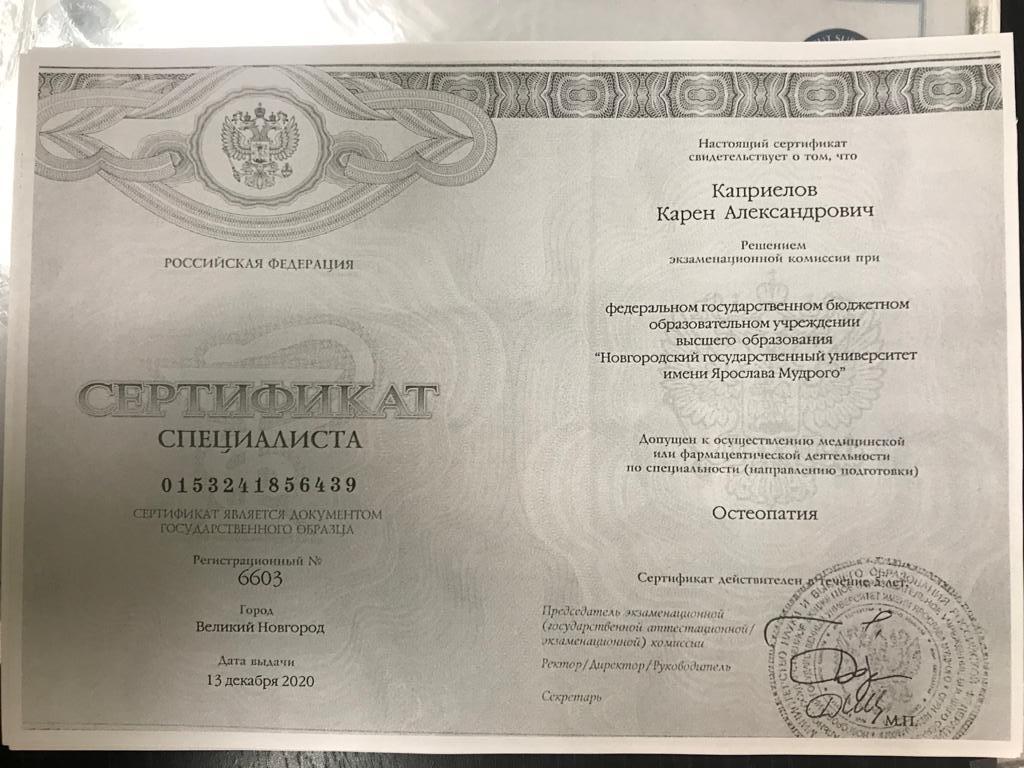 РОССИЙСКАЯ ФЕДЕРАЦИЯ
СЕРТИФИКАТ
СПЕЦИАЛИСТА
0153241856439
СЕРТИФИКАТ ЯВЛЯЕТСЯ ДОКУМЕНТОМ
ГОСУДАРСТВЕННОГО ОБРАЗЦА
Регистрационный №
6603
Город
Великий Новгород
Дата выдачи
13 декабря 2020
Настоящий сертификат
свидетельствует о том, что
Каприелов
Карен Александрович
Решением
экзаменационной комиссии при
федеральном государственном бюджетном
образовательном учреждении
высшего образования
“Новгородский государственный университет
имени Ярослава Мудрого”
Допущен к осуществлению медицинской
или фармацевтической деятельности
по специальности (направлению подготовки)
Остеопатия
Сертификат действителен в течение 5 лет.
Председатель экзаменационной
(государственной аттестационной/
экзаменационной) комиссии
Ректор/Директор/Руководитель
Секретарь
М.П.